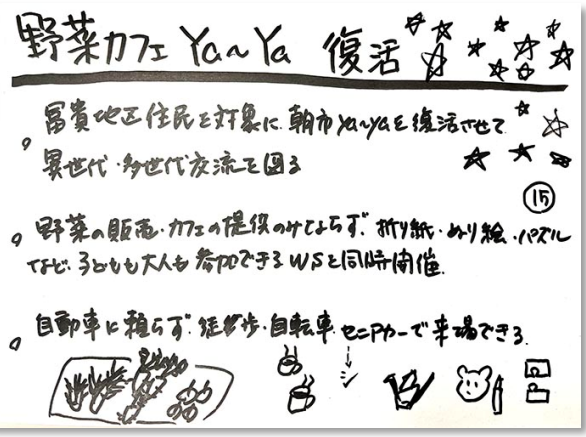 野菜カフェ Ya〜Ya 復活
富貴地区住民を対象に、朝市Ya〜Yaを復活させて
異世代・多世代交流を図る
⑮
野菜の販売・カフェの提供のみならず、折り紙・ぬり絵・パズル
など、子どもも大人も参加できるWSを同時開催.
自動車に頼らず、徒歩・自転車、セニアカーで来場できる.
シ